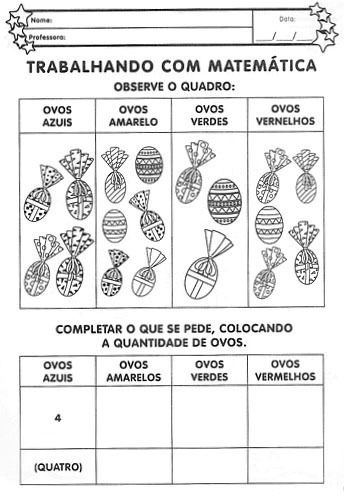 Nome:
Data:
Professora:
___/___/___
TRABALHANDO COM MATEMÁTICA
OBSERVE O QUADRO:
OVOS
AZUIS
OVOS
AMARELO
OVOS
VERDES
OVOS
VERNELHOS
COMPLETAR O QUE SE PEDE, COLOCANDO
A QUANTIDADE DE OVOS.
OVOS
AZUIS
OVOS
AMARELOS
OVOS
VERDES
OVOS
VERMELHOS
4
(QUATRO)